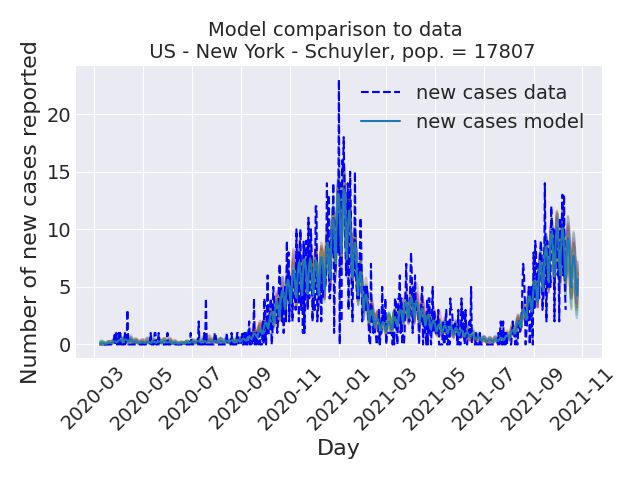 Model comparison to data
US - New York - Schuyler, pop. = 17807
Number of new cases reported
20
15
10
5
0
new cases data
new cases model
2020-03
2020-05
2020-07
2020-09
2020-11
2021-01
2021-03
2021-05
2021-07
2021-09
2021-11
Day